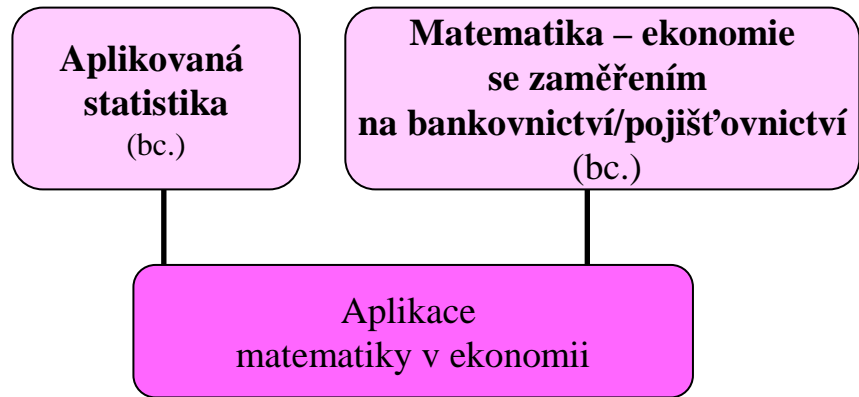 Aplikovaná
statistika
(bc.)
Matematika – ekonomie
se zaměřením
na bankovnictví/pojišťovnictví
(bc.)
Aplikace
matematiky v ekonomii